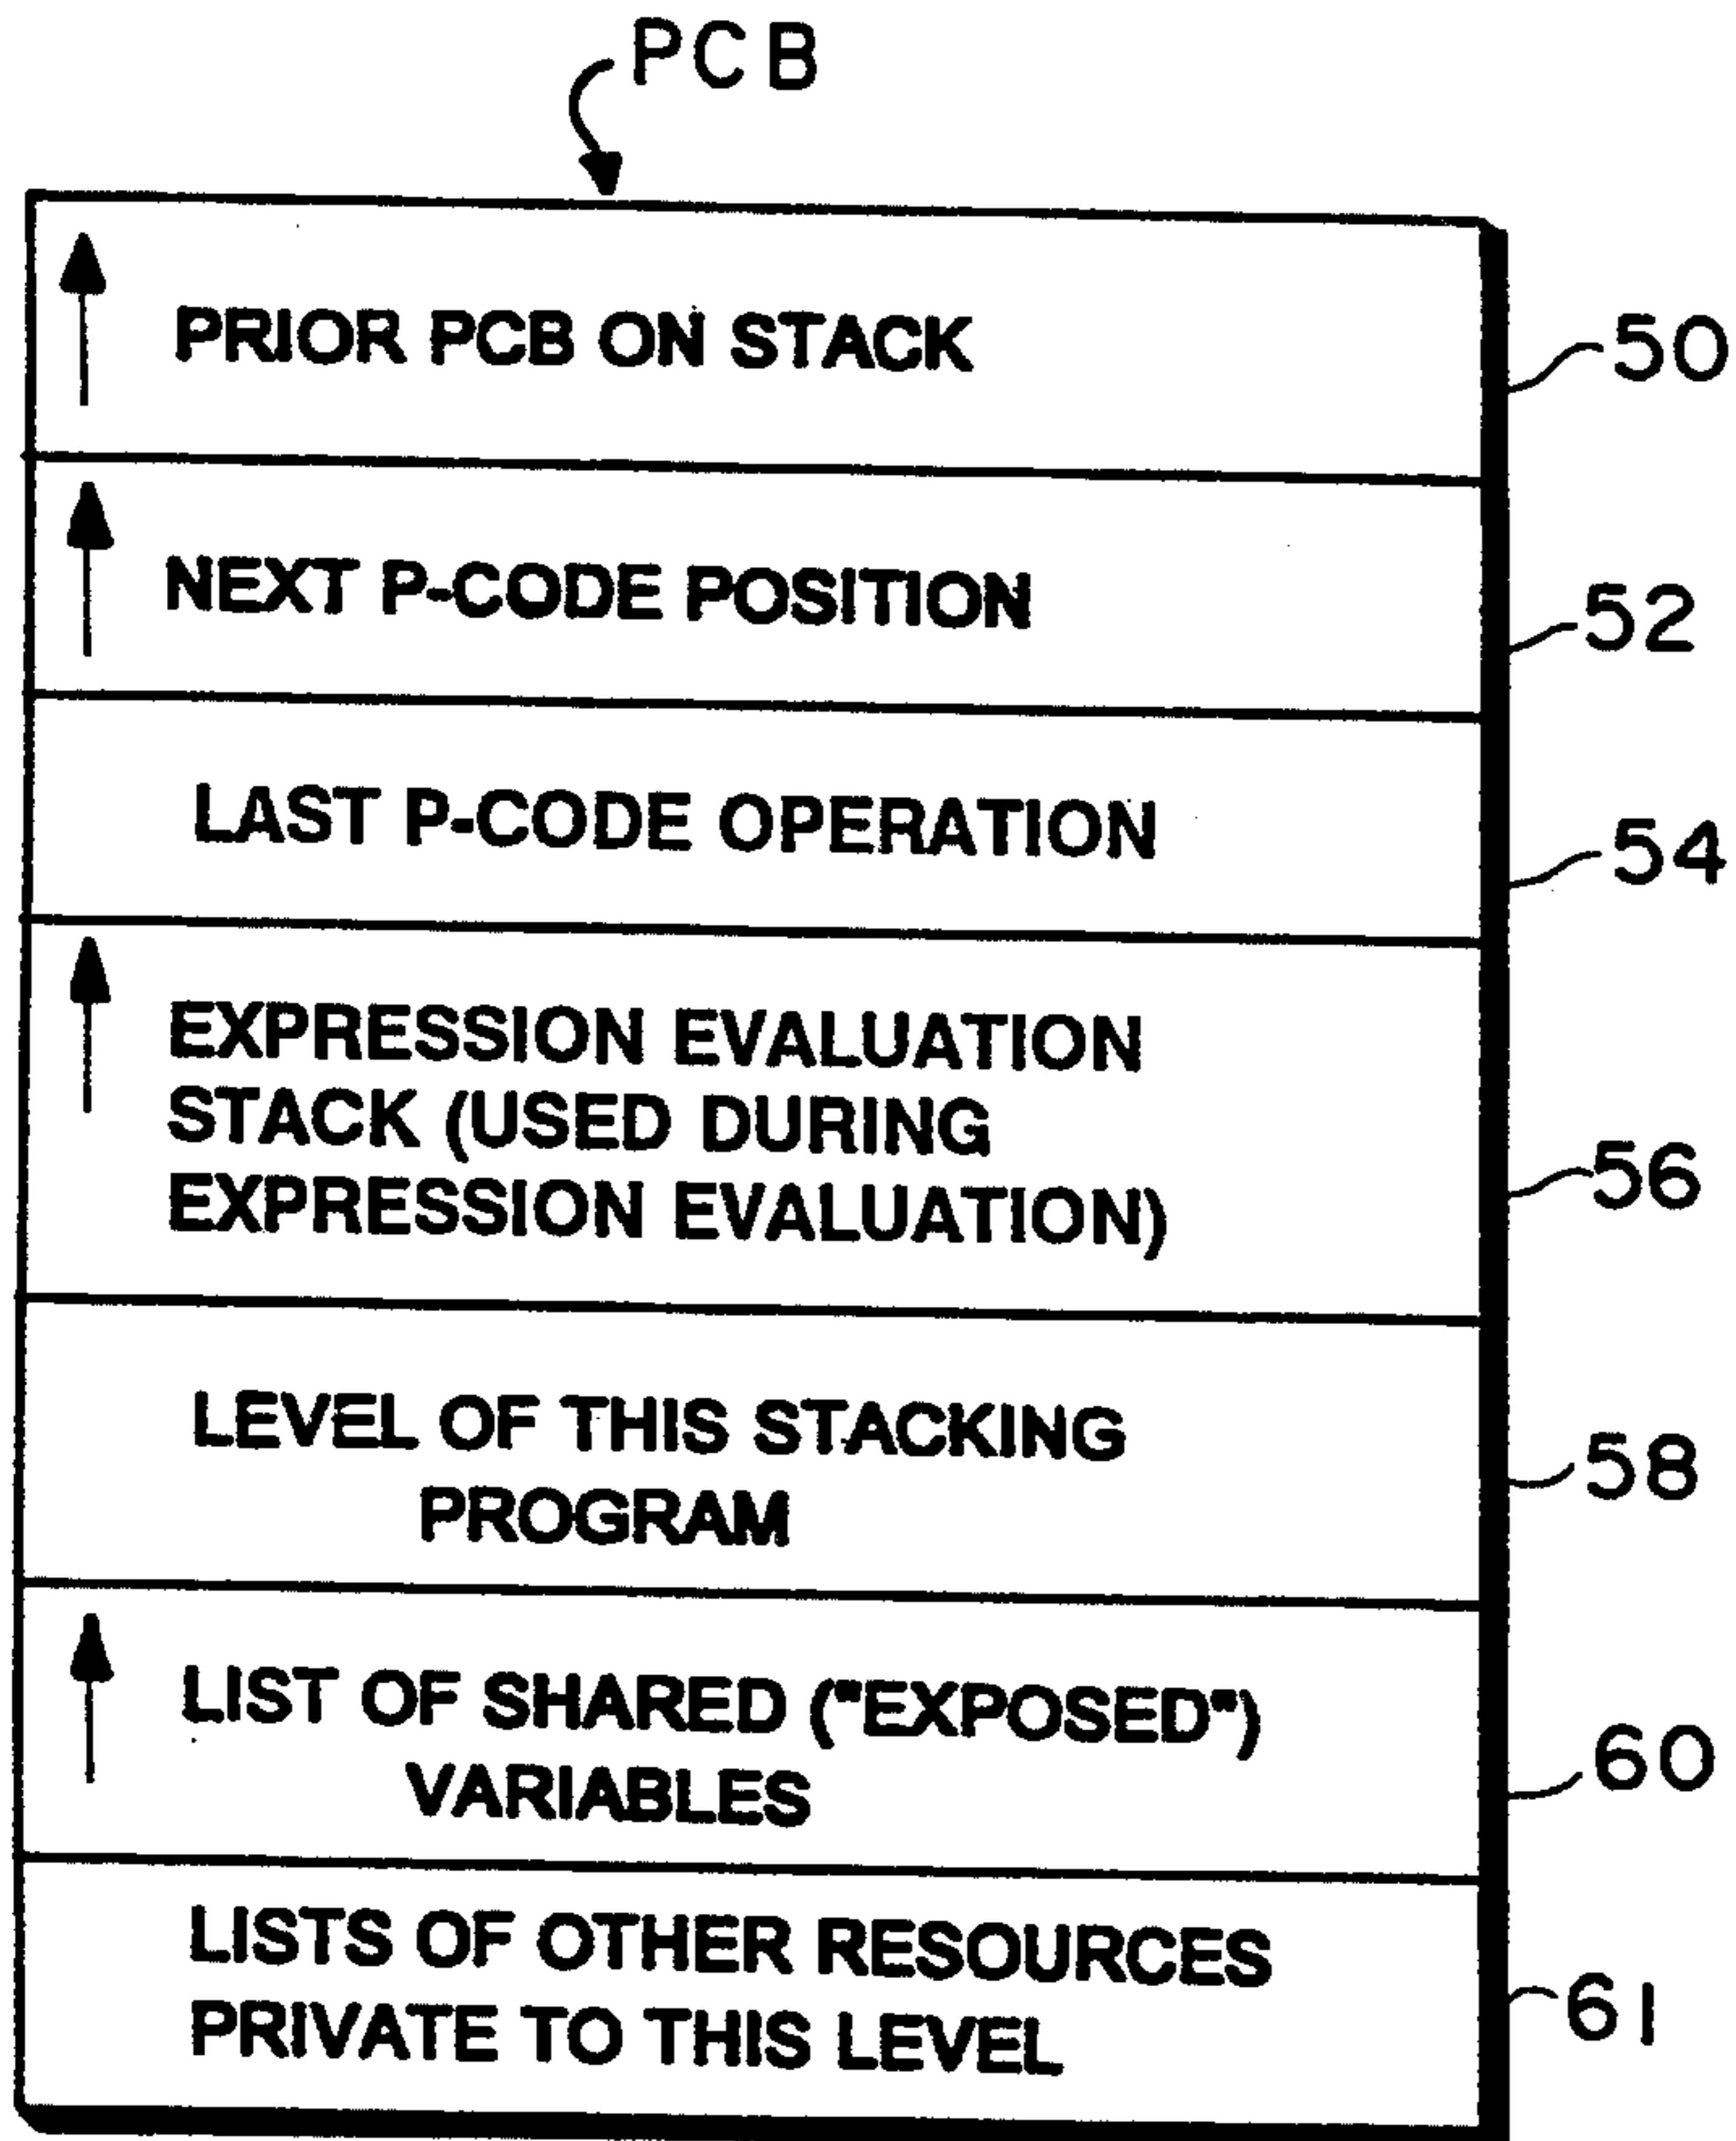 PCB
PRIOR PCB ON STACK
50
NEXT P-CODE POSITION
52
LAST P-CODE OPERATION
54
EXPRESSION EVALUATION
STACK (USED DURING
EXPRESSION EVALUATION)
56
LEVEL OF THIS STACKING
PROGRAM
58
LIST OF SHARED ("EXPOSED")
VARIABLES
60
LISTS OF OTHER RESOURCES
PRIVATE TO THIS LEVEL
61